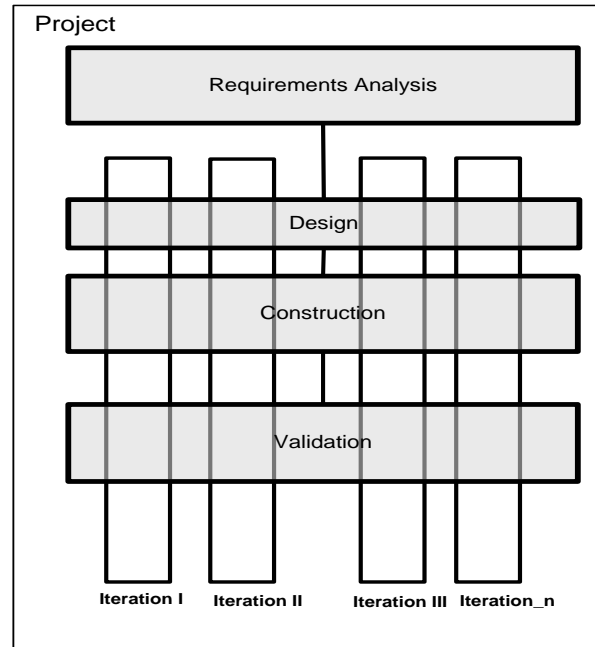 Project
Requirements Analysis
Design
Construction
Validation
Iteration I
Iteration II
Iteration III
Iteration_n